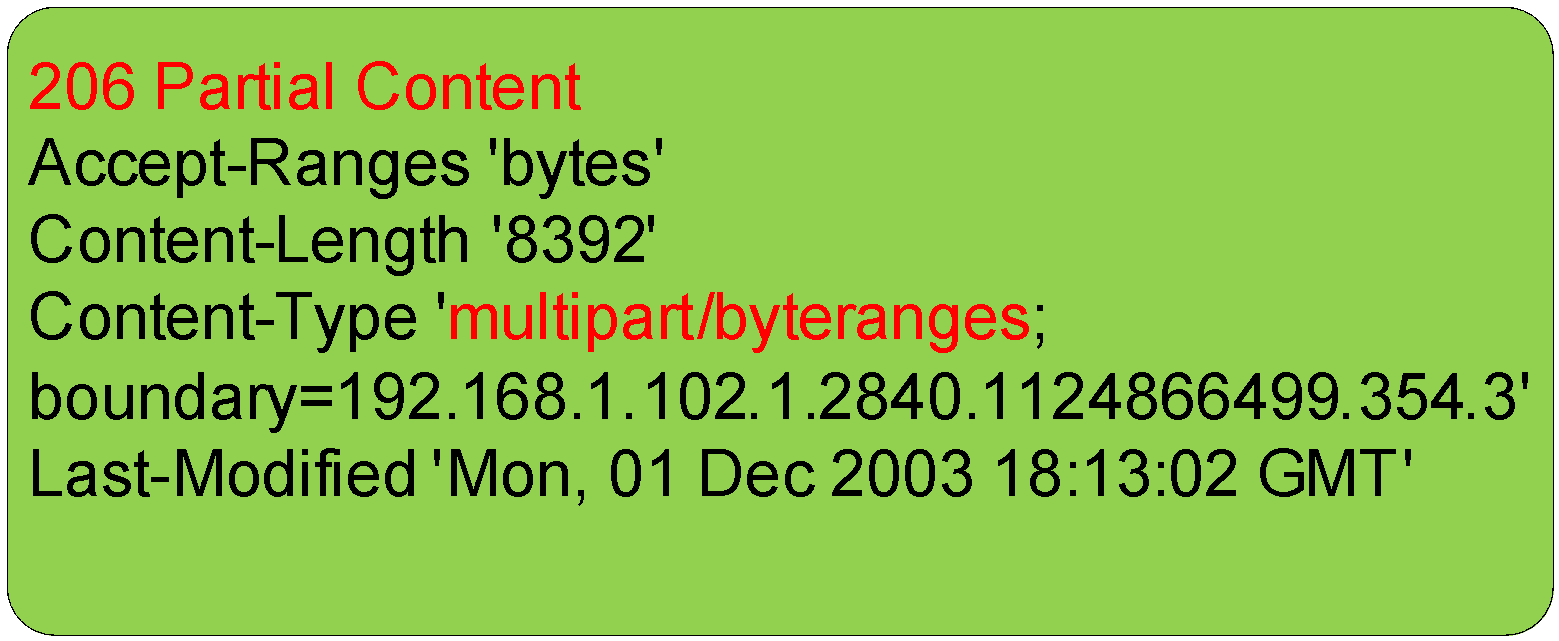 206 Partial Content
Accept-Ranges 'bytes'
Content-Length '8392'
Content-Type 'multipart/byteranges;
boundary=192.168.1.102.1.2840.1124866499.354.3'
Last-Modified 'Mon, 01 Dec 2003 18:13:02 GMT'